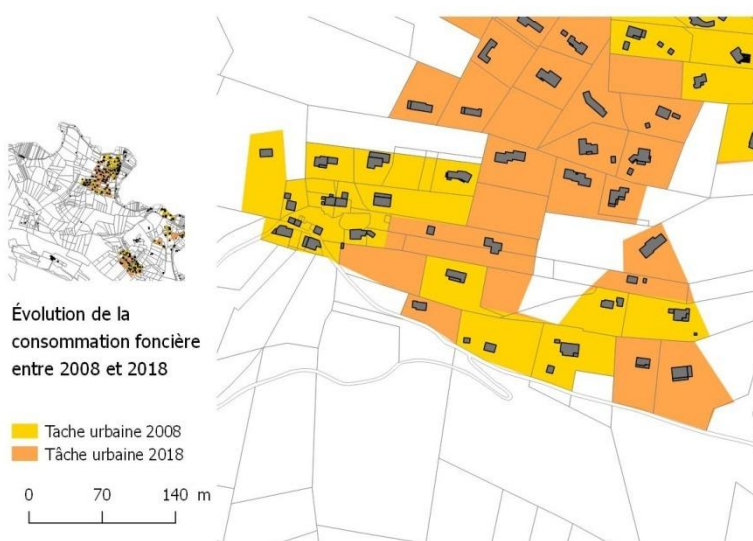 Évolution de la
consommation foncière
entre 2008 et 2018
Tache urbaine 2008
Tâche urbaine 2018
0 70 140 m